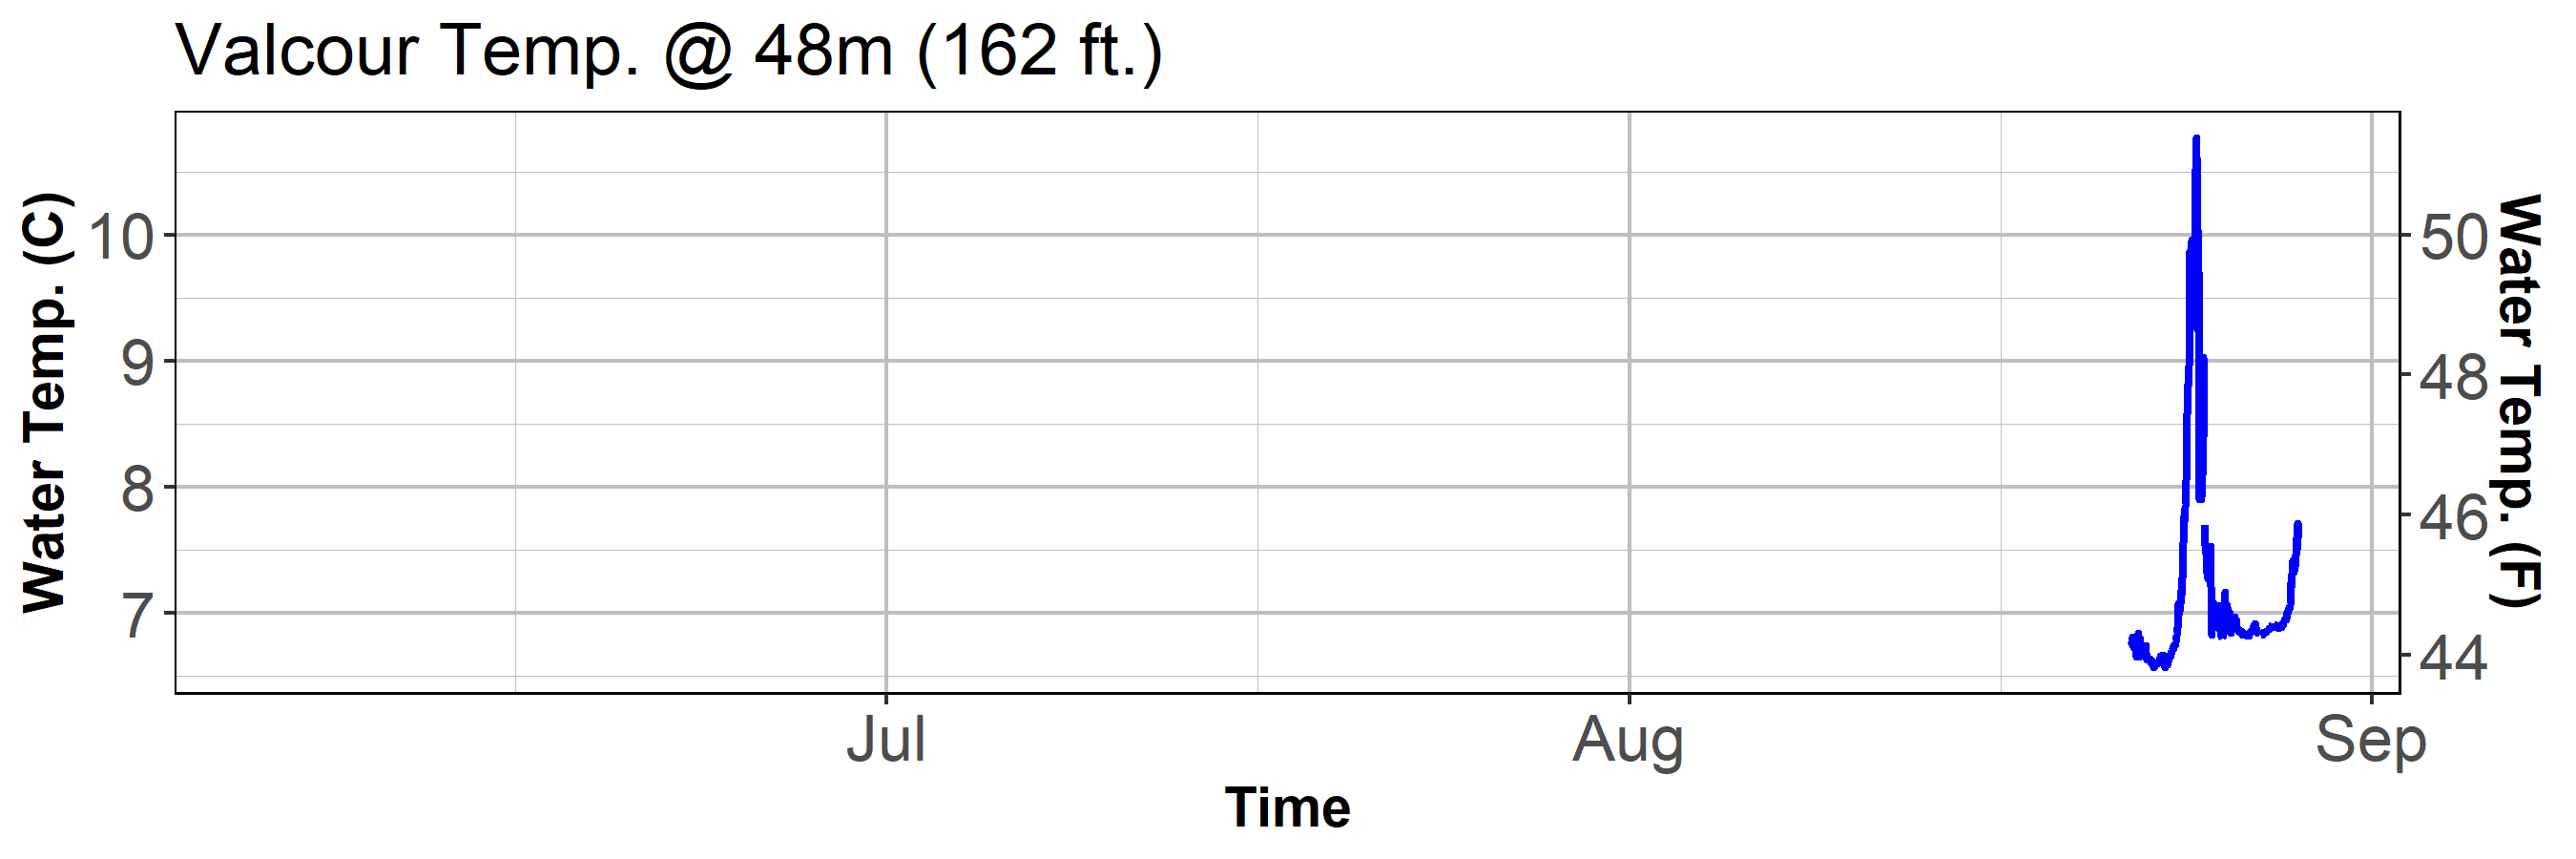 Valcour Temp. @ 48m (162 ft.)
Water Temp. (C)
10
9
8
7
50
48
46
44
Water Temp. (F)
Jul
Aug
Sep
Time